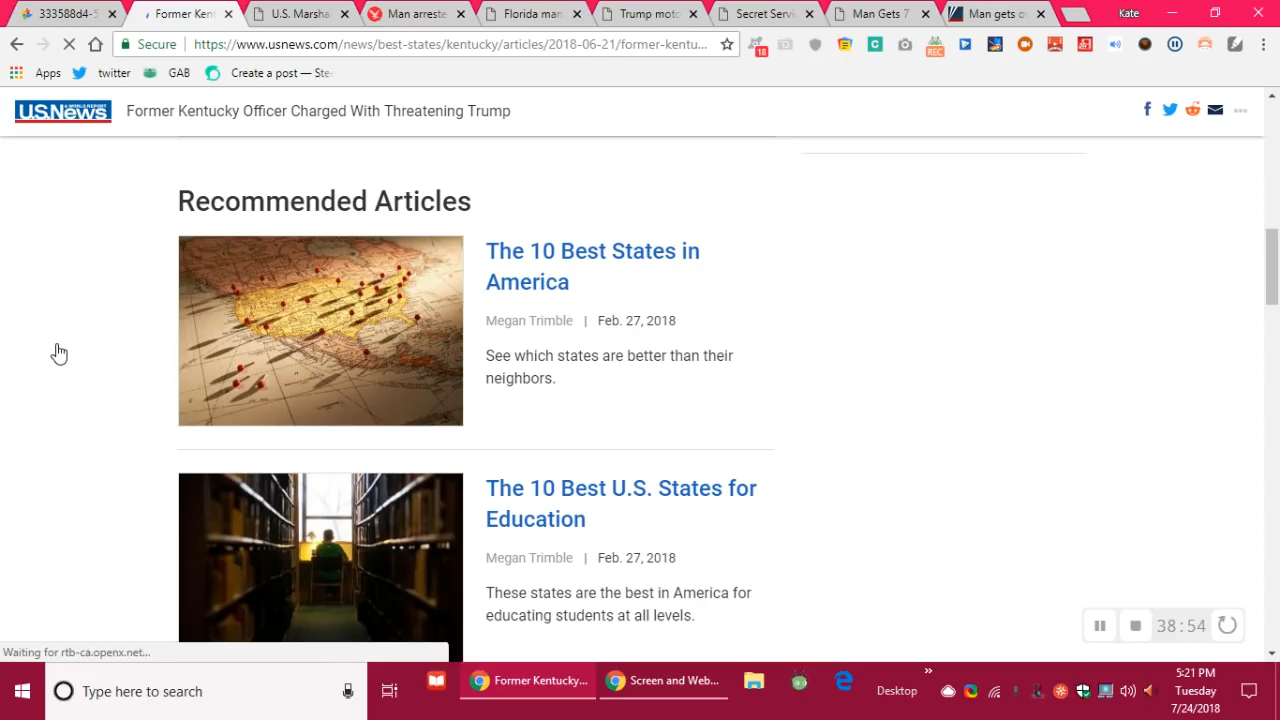 333588d4-5
Former Kent
U.S. Marsha
Man arreste
Florida man
Trump moto
Secret Servi
Man Gets 7
Man gets ov
Kate
Secure
https://www.usnews.com/news/best-states/kentucky/articles/2018-06-21/former-kentu...
18
REC
Apps
twitter
GAB
Create a post — Ste
U.S.News
Former Kentucky Officer Charged With Threatening Trump
Recommended Articles
The 10 Best States in
America
Megan Trimble | Feb. 27, 2018
See which states are better than their
neighbors.
The 10 Best U.S. States for
Education
Megan Trimble | Feb. 27, 2018
These states are the best in America for
educating students at all levels.
38:54
Waiting for rtb-ca.openx.net...
Type here to search
Former Kentucky...
Screen and Web...
Desktop
5:21 PM
Tuesday
7/24/2018